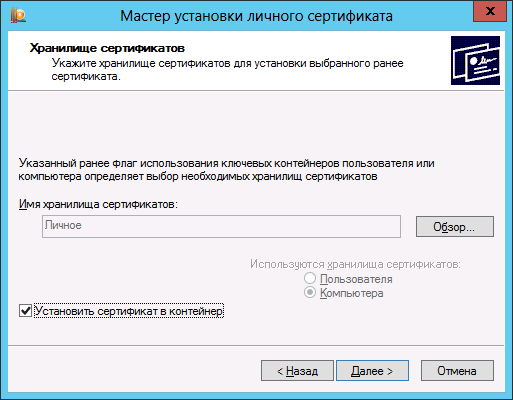 Мастер установки личного сертификата
Хранилище сертификатов
Укажите хранилище сертификатов для установки выбранного ранее
сертификата.
Указанный ранее флаг использования ключевых контейнеров пользователя или
компьютера определяет выбор необходимых хранилищ сертификатов
Имя хранилища сертификатов:
Личное
Обзор...
Используются хранилища сертификатов:
Пользователя
Компьютера
Установить сертификат в контейнер
< Назад
Далее >
Отмена